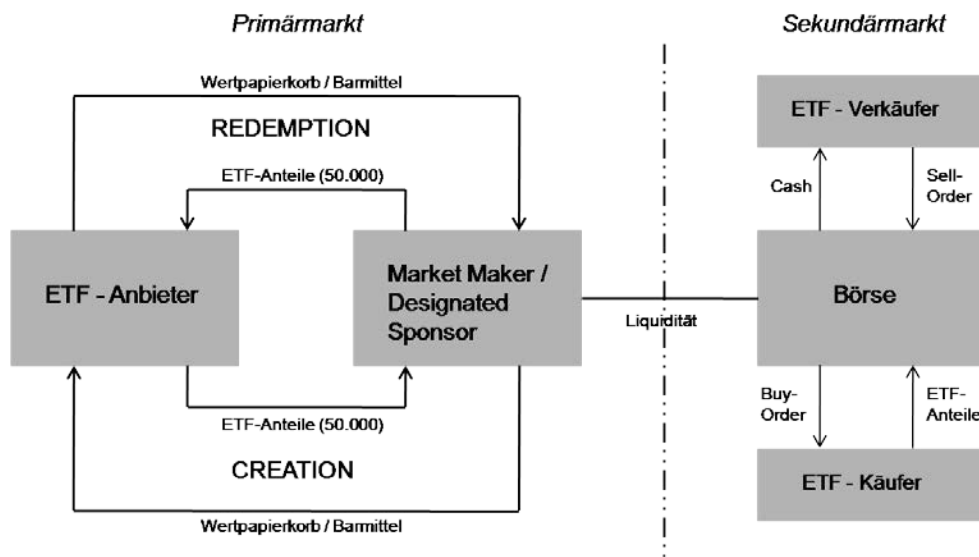 Primärmarkt
Sekundärmarkt
Wertpapierkorb / Barmittel
REDEMPTION
ETF-Anteile (50.000)
ETF - Anbieter
Market Maker /
Designated
Sponsor
ETF-Anteile (50.000)
CREATION
Wertpapierkorb / Barmittel
Liquidität
ETF - Verkäufer
Cash
Sell-
Order
Börse
Buy-
Order
ETF-
Anteile
ETF - Käufer